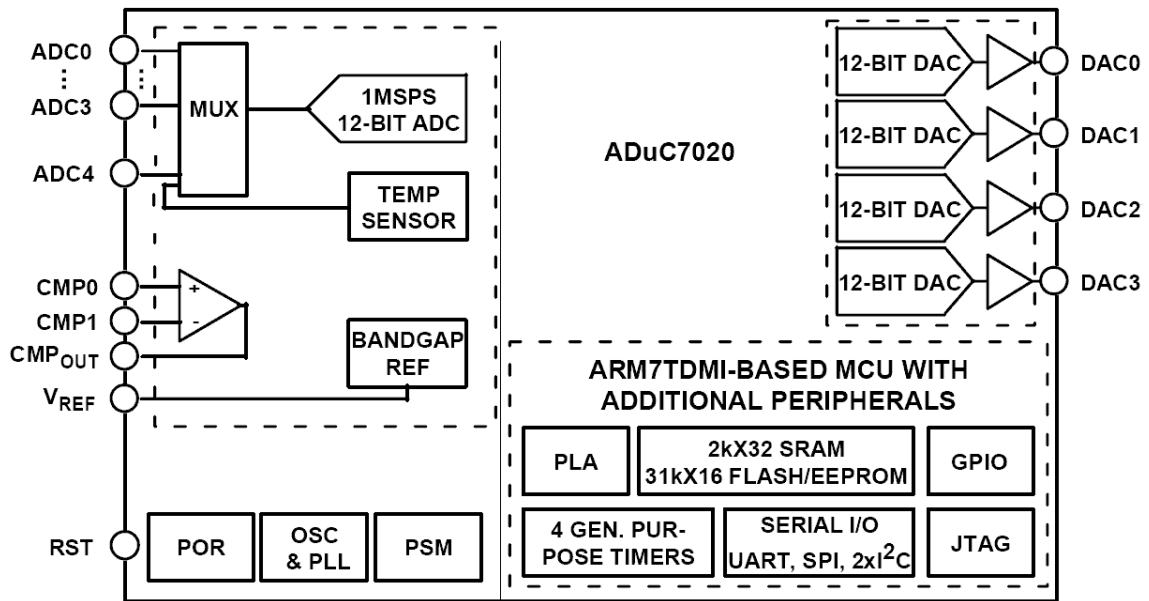 ADC0
ADC3
ADC4
MUX
1MSPS
12-BIT ADC
TEMP
SENSOR
CMP0
CMP1
CMPOUT
VREF
BANDGAP
REF
RST
POR
OSC
& PLL
PSM
ADuC7020
12-BIT DAC
DAC0
12-BIT DAC
DAC1
12-BIT DAC
DAC2
12-BIT DAC
DAC3
ARM7TDMI-BASED MCU WITH
ADDITIONAL PERIPHERALS
PLA
2kX32 SRAM
31kX16 FLASH/EEPROM
GPIO
4 GEN. PUR-
POSE TIMERS
SERIAL I/O
UART, SPI, 2xI²C
JTAG